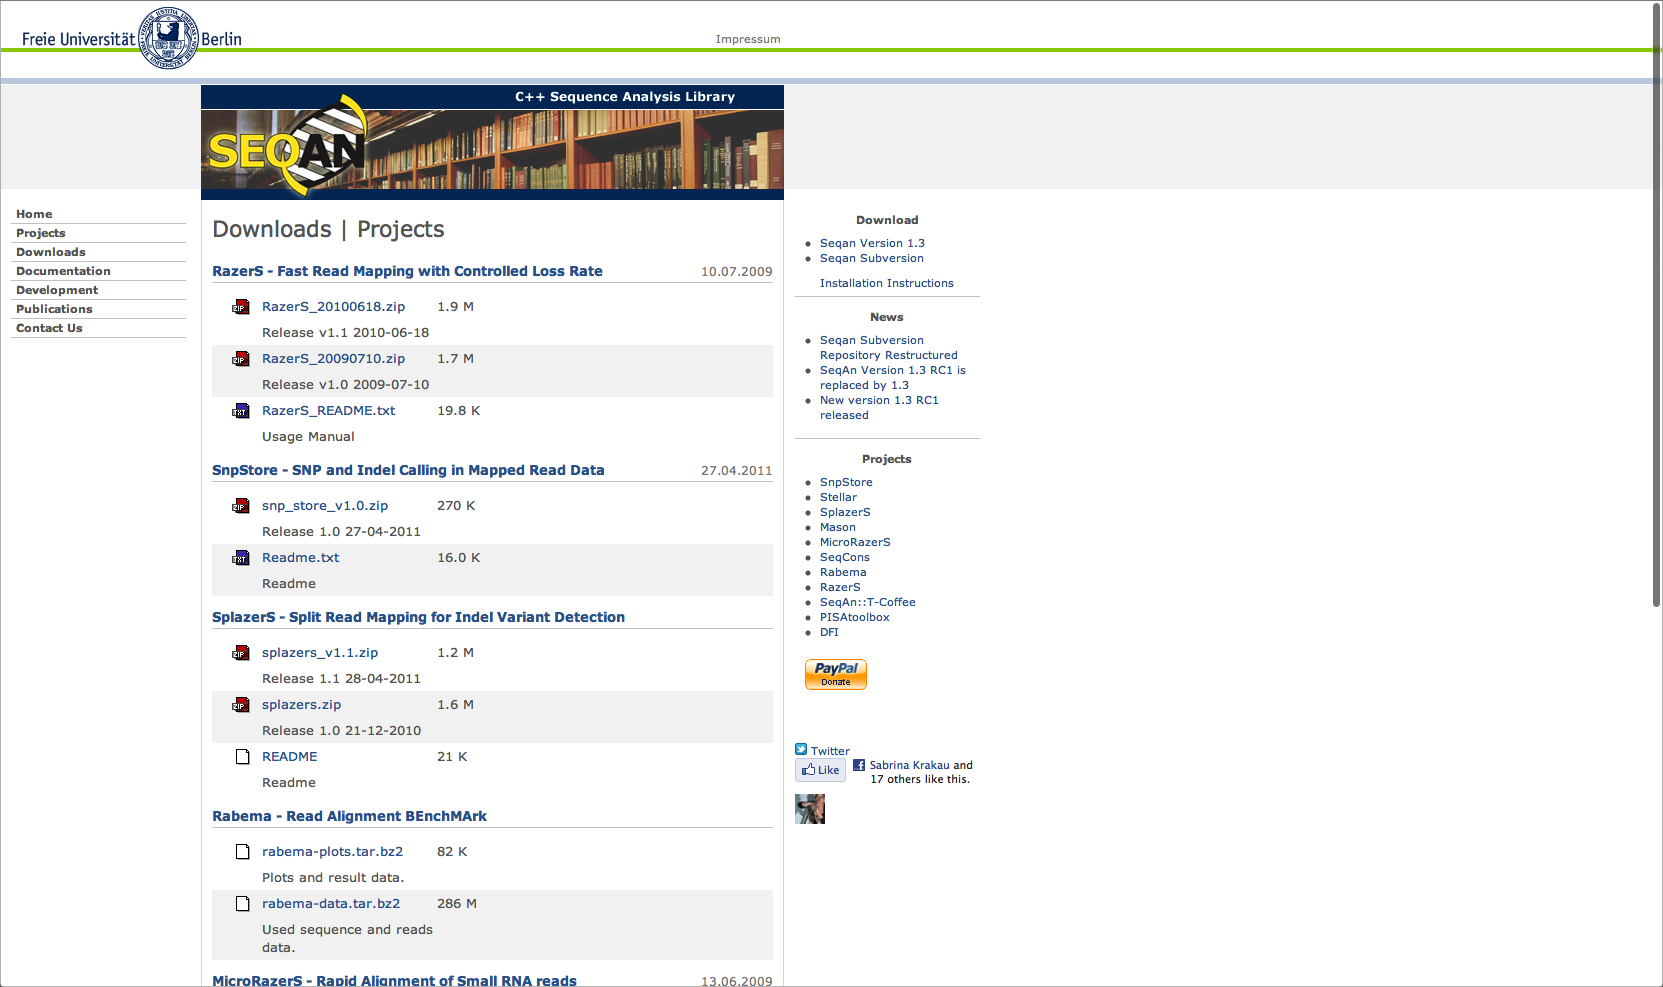 Freie Universität Berlin
Impressum
C++ Sequence Analysis Library
SEQAN
Home
Projects
Downloads
Documentation
Development
Publications
Contact Us
Downloads | Projects
RazerS - Fast Read Mapping with Controlled Loss Rate 10.07.2009
ZIP RazerS_20100618.zip 1.9 M
Release v1.1 2010-06-18
ZIP RazerS_20090710.zip 1.7 M
Release v1.0 2009-07-10
TXT RazerS_README.txt 19.8 K
Usage Manual
SnpStore - SNP and Indel Calling in Mapped Read Data 27.04.2011
ZIP snp_store_v1.0.zip 270 K
Release 1.0 27-04-2011
TXT Readme.txt 16.0 K
Readme
SplazerS - Split Read Mapping for Indel Variant Detection
ZIP splazers_v1.1.zip 1.2 M
Release 1.1 28-04-2011
ZIP splazers.zip 1.6 M
Release 1.0 21-12-2010
README 21 K
Readme
Rabema - Read Alignment BEnchMArk
rabema-plots.tar.bz2 82 K
Plots and result data.
rabema-data.tar.bz2 286 M
Used sequence and reads
data.
MicroRazerS - Rapid Alignment of Small RNA reads 13.06.2009
Download
Seqan Version 1.3
Seqan Subversion
Installation Instructions
News
Seqan Subversion
Repository Restructured
SeqAn Version 1.3 RC1 is
replaced by 1.3
New version 1.3 RC1
released
Projects
SnpStore
Stellar
SplazerS
Mason
MicroRazerS
SeqCons
Rabema
RazerS
SeqAn::T-Coffee
PISAtoolbox
DFI
PayPal
Donate
Twitter
Like Sabrina Krakau and
17 others like this.